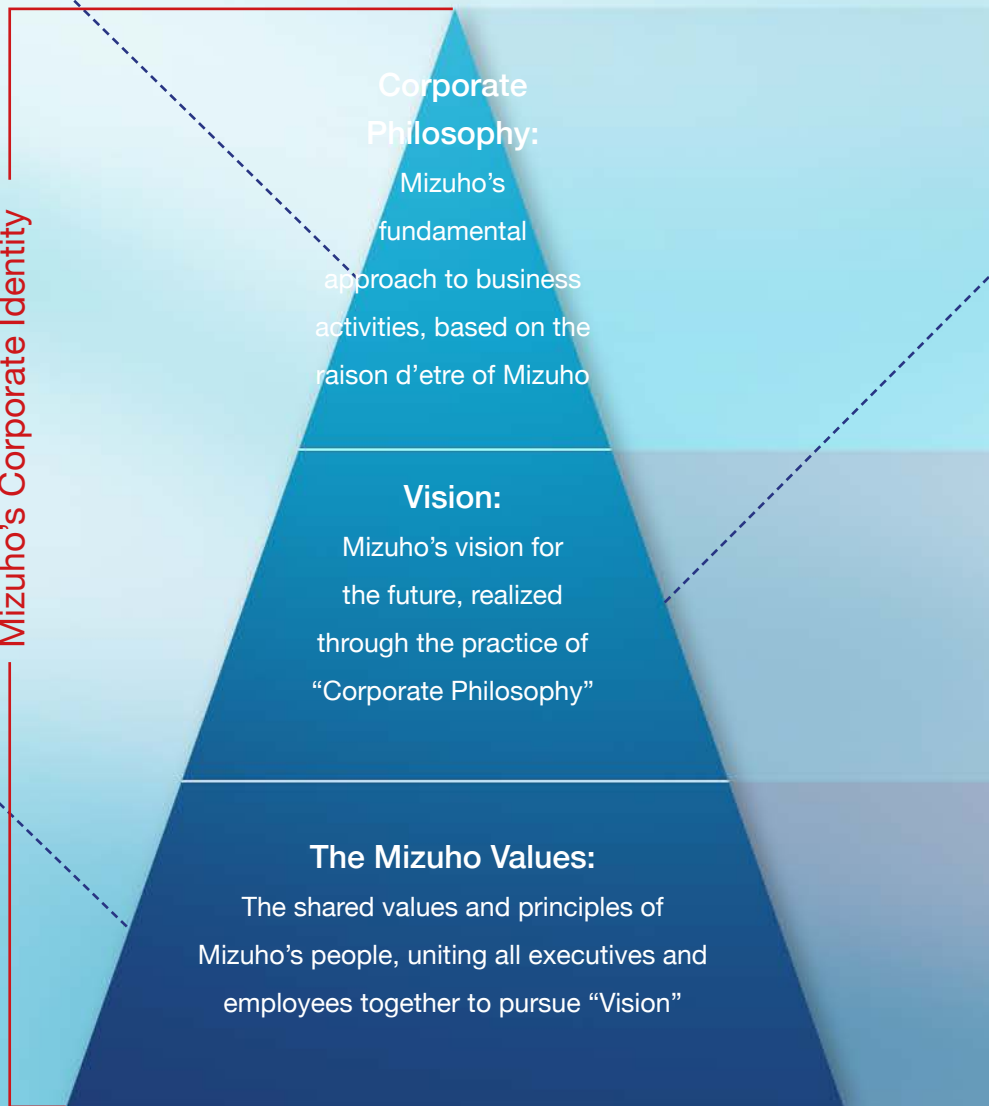 Mizuho's Corporate Identity
Corporate
Philosophy:
Mizuho's
fundamental
approach to business
activities, based on the
raison d'etre of Mizuho
Vision:
Mizuho's vision for
the future, realized
through the practice of
“Corporate Philosophy”
The Mizuho Values:
The shared values and principles of
Mizuho's people, uniting all executives and
employees together to pursue “Vision”